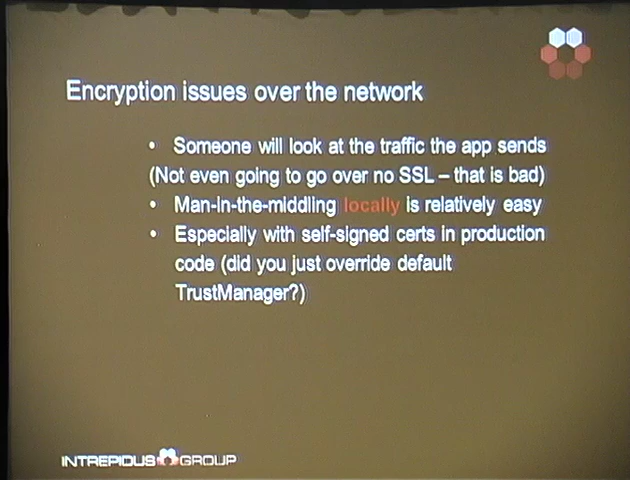 Encryption issues over the network
• Someone will look at the traffic the app sends
(Not even going to go over no SSL – that is bad)
• Man-in-the-middling locally is relatively easy
• Especially with self-signed certs in production
code (did you just override default
TrustManager?)
INTREPIDUS GROUP